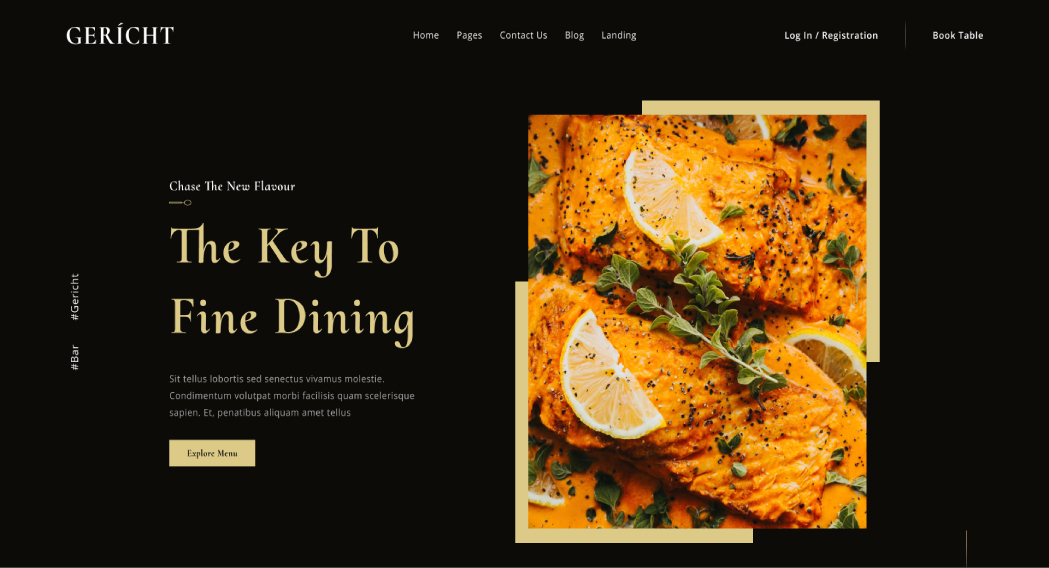 GERÍCHT
Home Pages Contact Us Blog Landing
Log In / Registration
Book Table
Chase The New Flavour
The Key To
Fine Dining
Sit tellus lobortis sed senectus vivamus molestie.
Condimentum volutpat morbi facilisis quam scelerisque
sapien. Et, penatibus aliquam amet tellus
Explore Menu
#Bar #Gericht